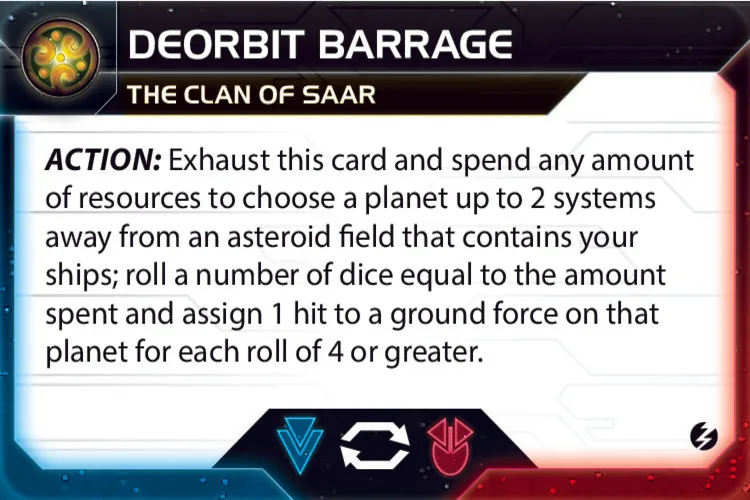 DEORBIT BARRAGE
THE CLAN OF SAAR
ACTION: Exhaust this card and spend any amount
of resources to choose a planet up to 2 systems
away from an asteroid field that contains your
ships; roll a number of dice equal to the amount
spent and assign 1 hit to a ground force on that
planet for each roll of 4 or greater.